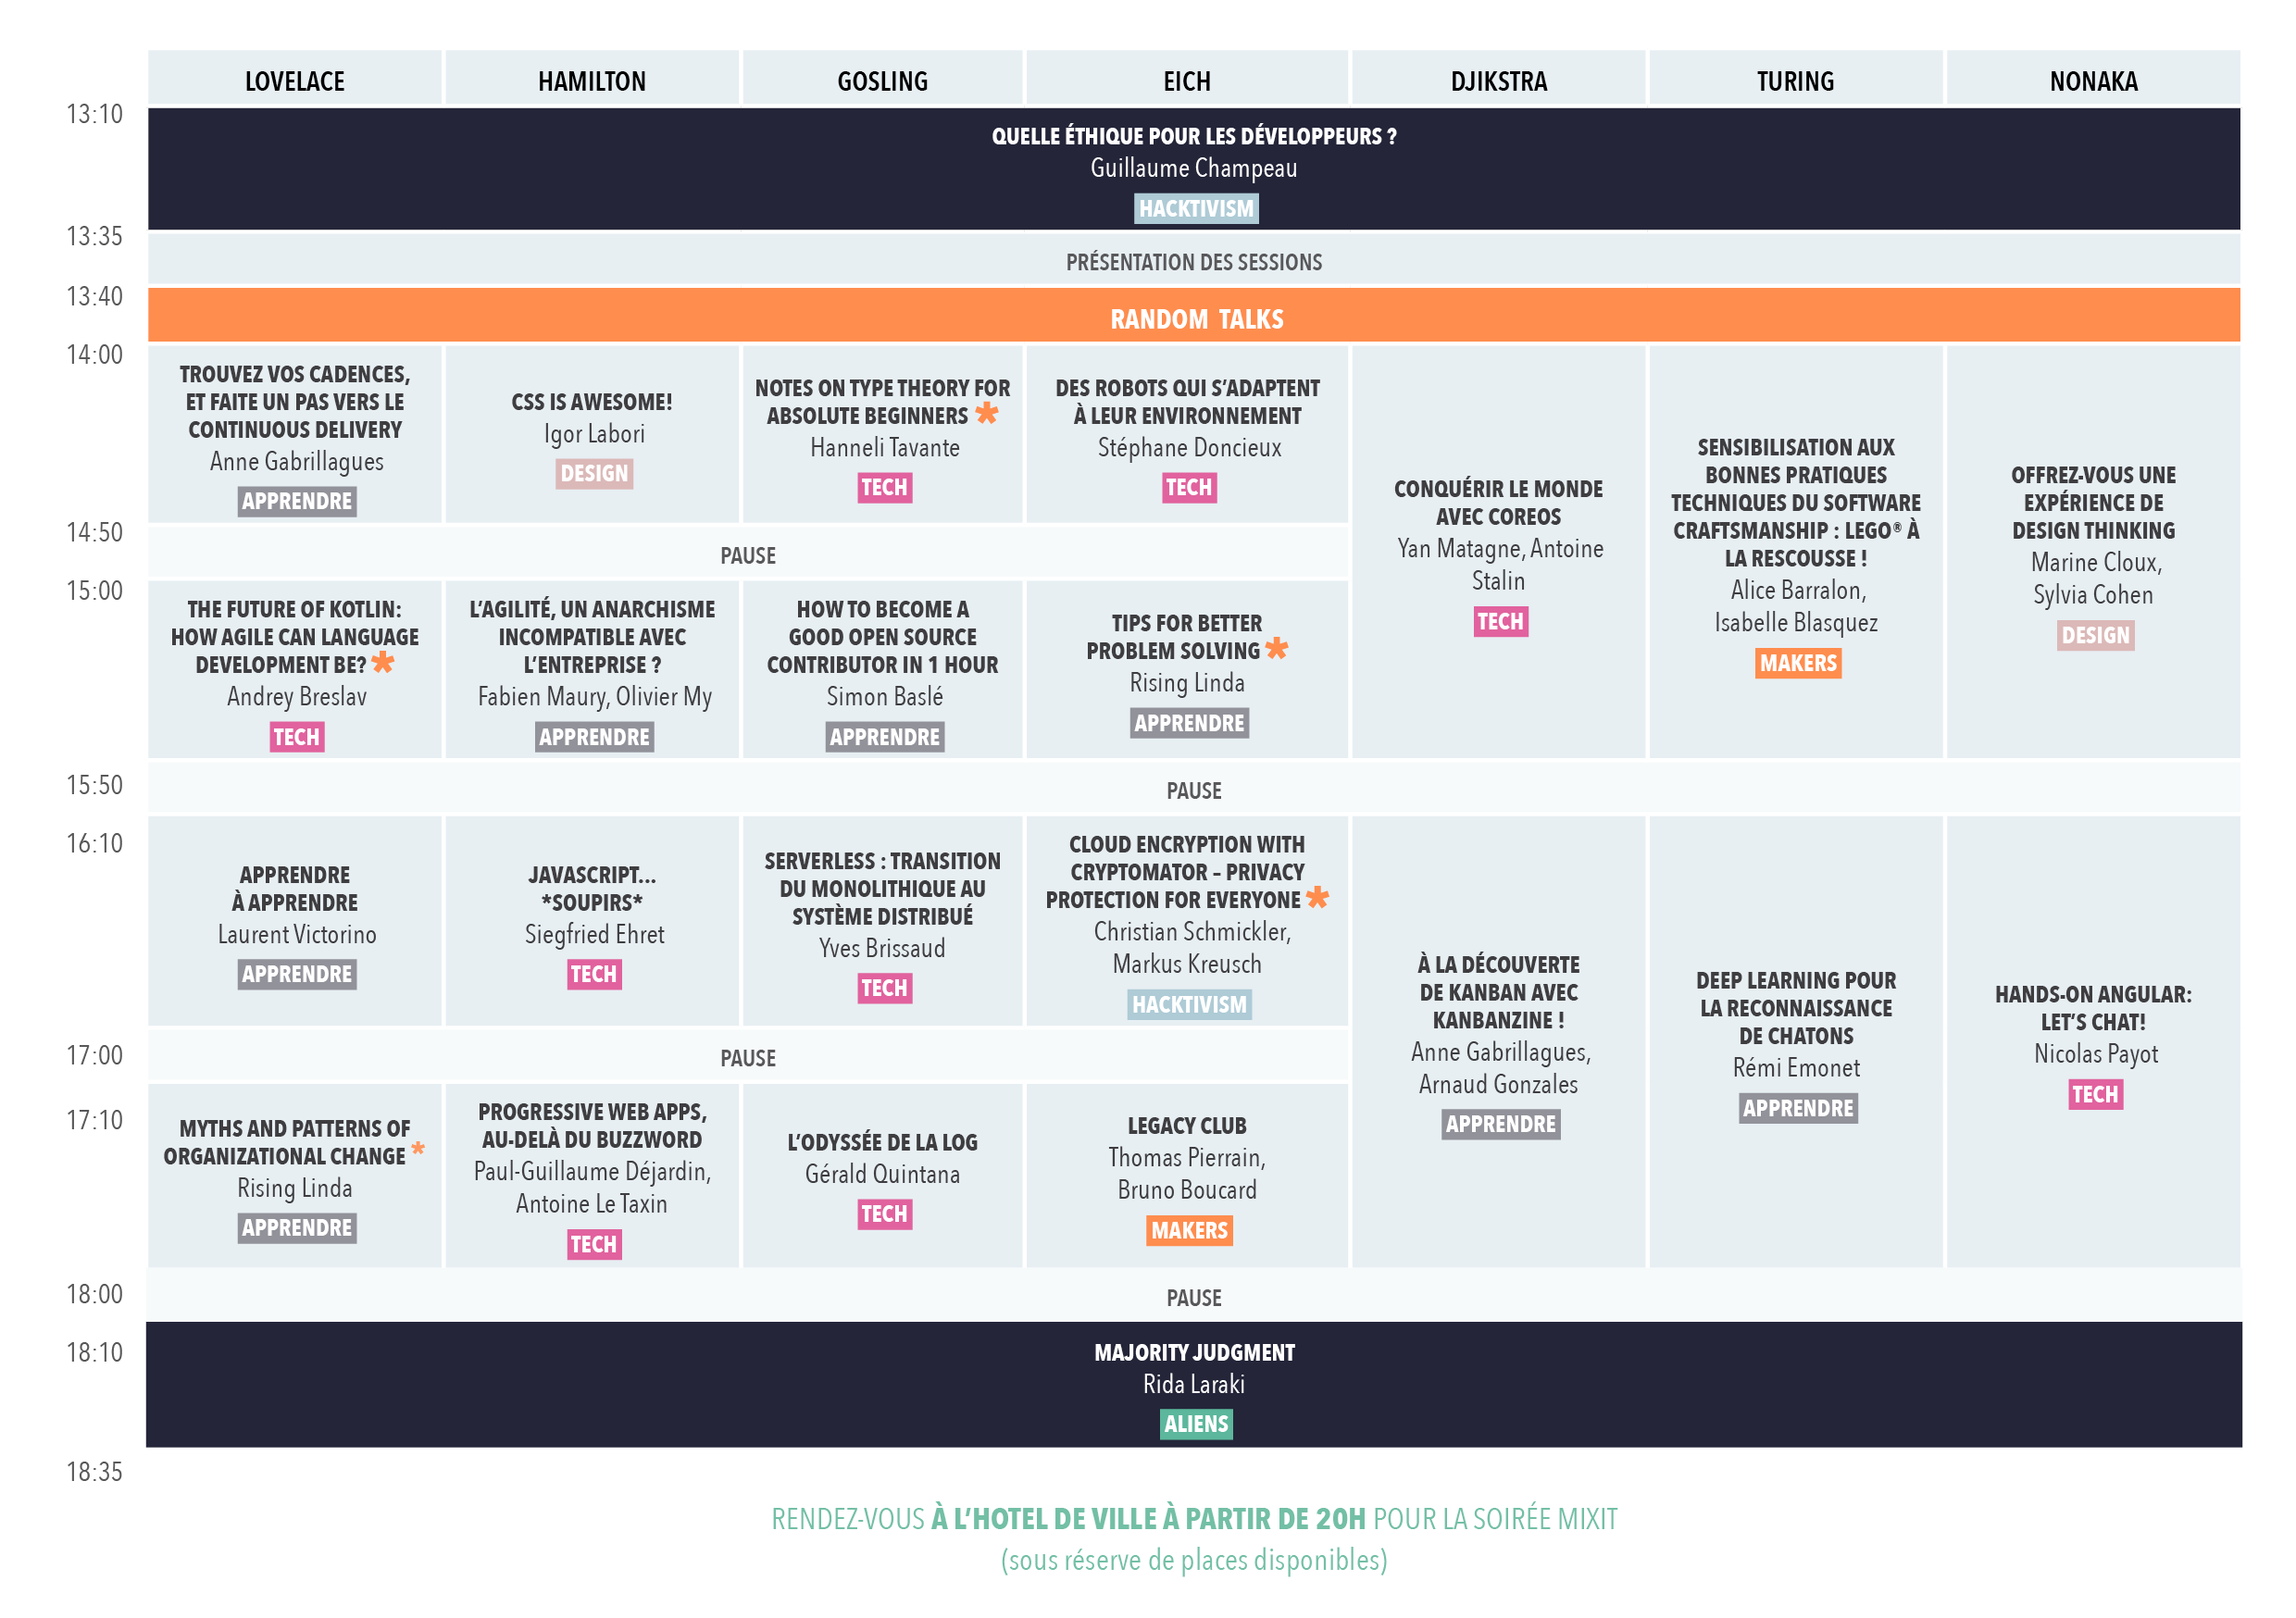 LOVELACE
HAMILTON
GOSLING
EICH
DJIKSTRA
TURING
NONAKA
13:10
QUELLE ÉTHIQUE POUR LES DÉVELOPPEURS ?
Guillaume Champeau
HACKTIVISM
13:35
PRÉSENTATION DES SESSIONS
13:40
RANDOM TALKS
14:00
TROUVEZ VOS CADENCES,
ET FAITE UN PAS VERS LE
CONTINUOUS DELIVERY
Anne Gabrillagues
APPRENDRE
CSS IS AWESOME!
Igor Labori
DESIGN
NOTES ON TYPE THEORY FOR
ABSOLUTE BEGINNERS *
Hanneli Tavante
TECH
DES ROBOTS QUI S'ADAPTENT
À LEUR ENVIRONNEMENT
Stéphane Doncieux
TECH
CONQUÉRIR LE MONDE
AVEC COREOS
Yan Matagne, Antoine
Stalin
TECH
SENSIBILISATION AUX
BONNES PRATIQUES
TECHNIQUES DU SOFTWARE
CRAFTSMANSHIP : LEGO® À
LA RESCOUSSE !
Alice Barralon,
Isabelle Blasquez
MAKERS
OFFREZ-VOUS UNE
EXPÉRIENCE DE
DESIGN THINKING
Marine Cloux,
Sylvia Cohen
DESIGN
14:50
PAUSE
15:00
THE FUTURE OF KOTLIN:
HOW AGILE CAN LANGUAGE
DEVELOPMENT BE? *
Andrey Breslav
TECH
L'AGILITÉ, UN ANARCHISME
INCOMPATIBLE AVEC
L'ENTREPRISE ?
Fabien Maury, Olivier My
APPRENDRE
HOW TO BECOME A
GOOD OPEN SOURCE
CONTRIBUTOR IN 1 HOUR
Simon Baslé
APPRENDRE
TIPS FOR BETTER
PROBLEM SOLVING *
Rising Linda
APPRENDRE
15:50
PAUSE
16:10
APPRENDRE
À APPRENDRE
Laurent Victorino
APPRENDRE
JAVASCRIPT...
*SOUPIRS*
Siegfried Ehret
TECH
SERVERLESS : TRANSITION
DU MONOLITHIQUE AU
SYSTÈME DISTRIBUÉ
Yves Brissaud
TECH
CLOUD ENCRYPTION WITH
CRYPTOMATOR – PRIVACY
PROTECTION FOR EVERYONE *
Christian Schmickler,
Markus Kreusch
HACKTIVISM
À LA DÉCOUVERTE
DE KANBAN AVEC
KANBANZINE !
Anne Gabrillagues,
Arnaud Gonzales
APPRENDRE
DEEP LEARNING POUR
LA RECONNAISSANCE
DE CHATONS
Rémi Emonet
APPRENDRE
HANDS-ON ANGULAR:
LET'S CHAT!
Nicolas Payot
TECH
17:00
PAUSE
17:10
MYTHS AND PATTERNS OF
ORGANIZATIONAL CHANGE *
Rising Linda
APPRENDRE
PROGRESSIVE WEB APPS,
AU-DELÀ DU BUZZWORD
Paul-Guillaume Déjardin,
Antoine Le Taxin
TECH
L'ODYSSÉE DE LA LOG
Gérald Quintana
TECH
LEGACY CLUB
Thomas Pierrain,
Bruno Boucard
MAKERS
18:00
PAUSE
18:10
MAJORITY JUDGMENT
Rida Laraki
ALIENS
18:35
RENDEZ-VOUS À L'HOTEL DE VILLE À PARTIR DE 20H POUR LA SOIRÉE MIXIT
(sous réserve de places disponibles)